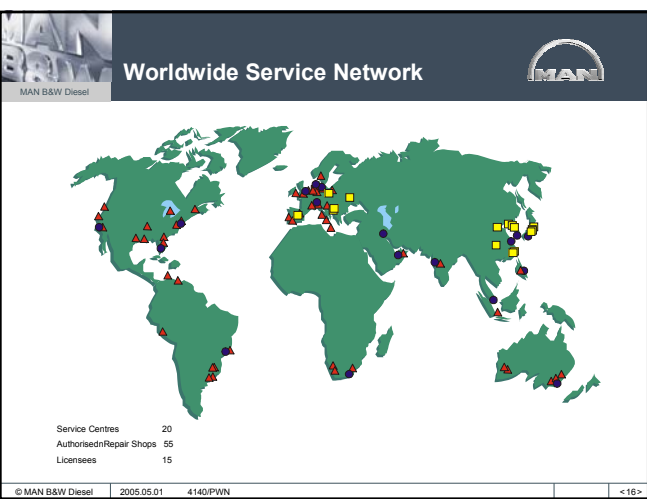 MAN
B&W
MAN B&W Diesel
Worldwide Service Network
MAN
Service Centres 20
AuthorisednRepair Shops 55
Licensees 15
© MAN B&W Diesel 2005.05.01 4140/PWN <16>